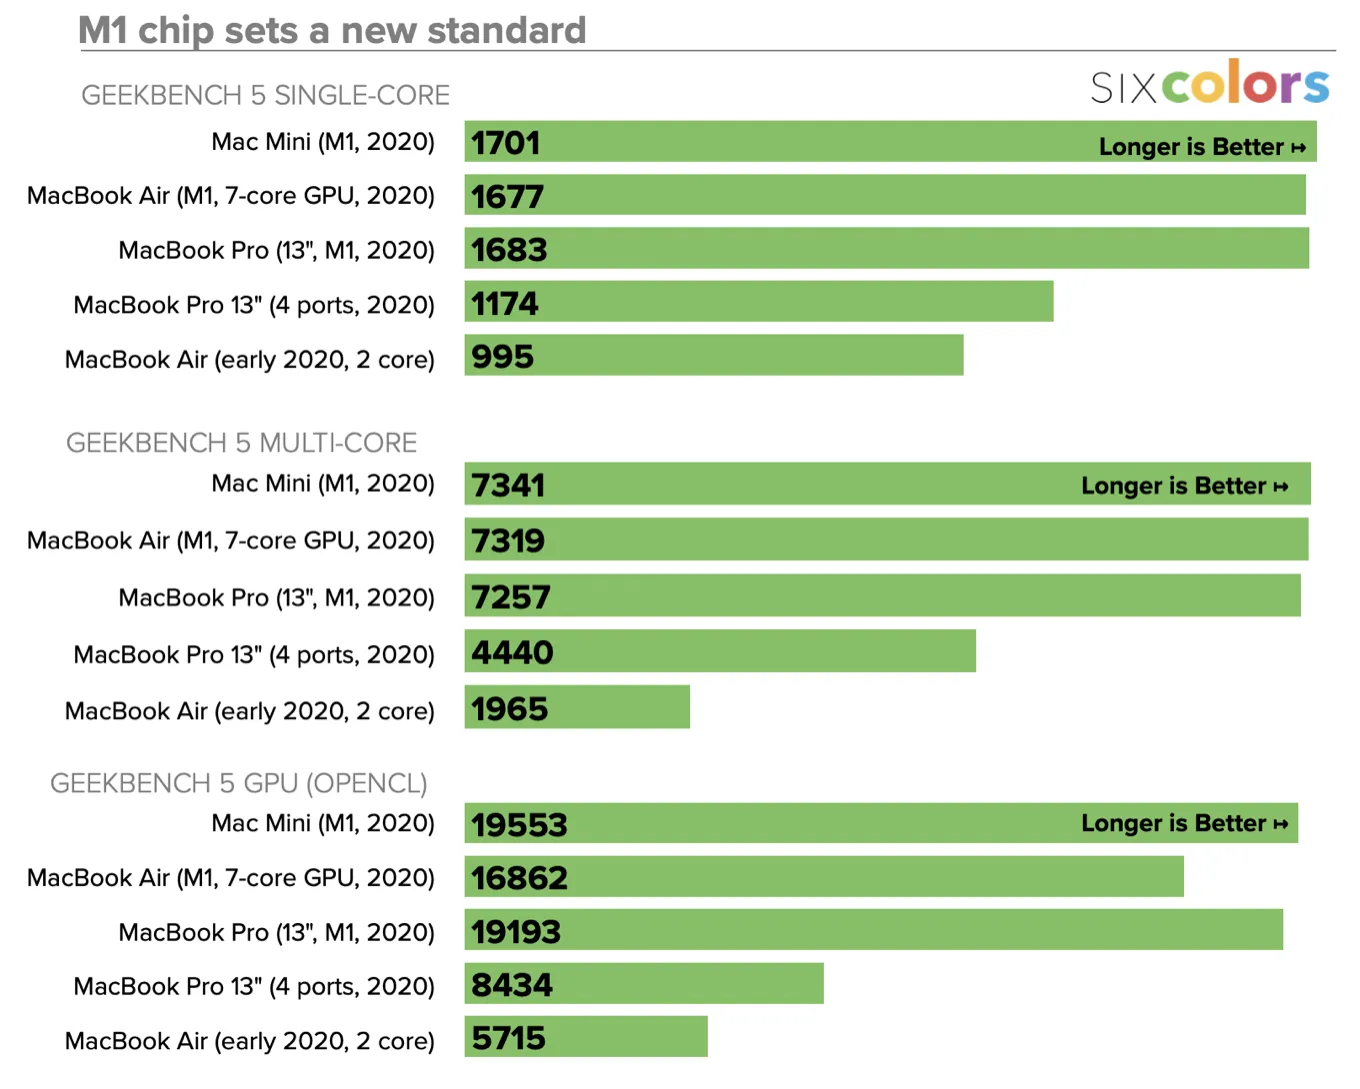 M1 chip sets a new standard
SIXcolors
GEEKBENCH 5 SINGLE-CORE
Mac Mini (M1, 2020) 1701 Longer is Better ↦
MacBook Air (M1, 7-core GPU, 2020) 1677
MacBook Pro (13", M1, 2020) 1683
MacBook Pro 13" (4 ports, 2020) 1174
MacBook Air (early 2020, 2 core) 995
GEEKBENCH 5 MULTI-CORE
Mac Mini (M1, 2020) 7341 Longer is Better ↦
MacBook Air (M1, 7-core GPU, 2020) 7319
MacBook Pro (13", M1, 2020) 7257
MacBook Pro 13" (4 ports, 2020) 4440
MacBook Air (early 2020, 2 core) 1965
GEEKBENCH 5 GPU (OPENCL)
Mac Mini (M1, 2020) 19553 Longer is Better ↦
MacBook Air (M1, 7-core GPU, 2020) 16862
MacBook Pro (13", M1, 2020) 19193
MacBook Pro 13" (4 ports, 2020) 8434
MacBook Air (early 2020, 2 core) 5715